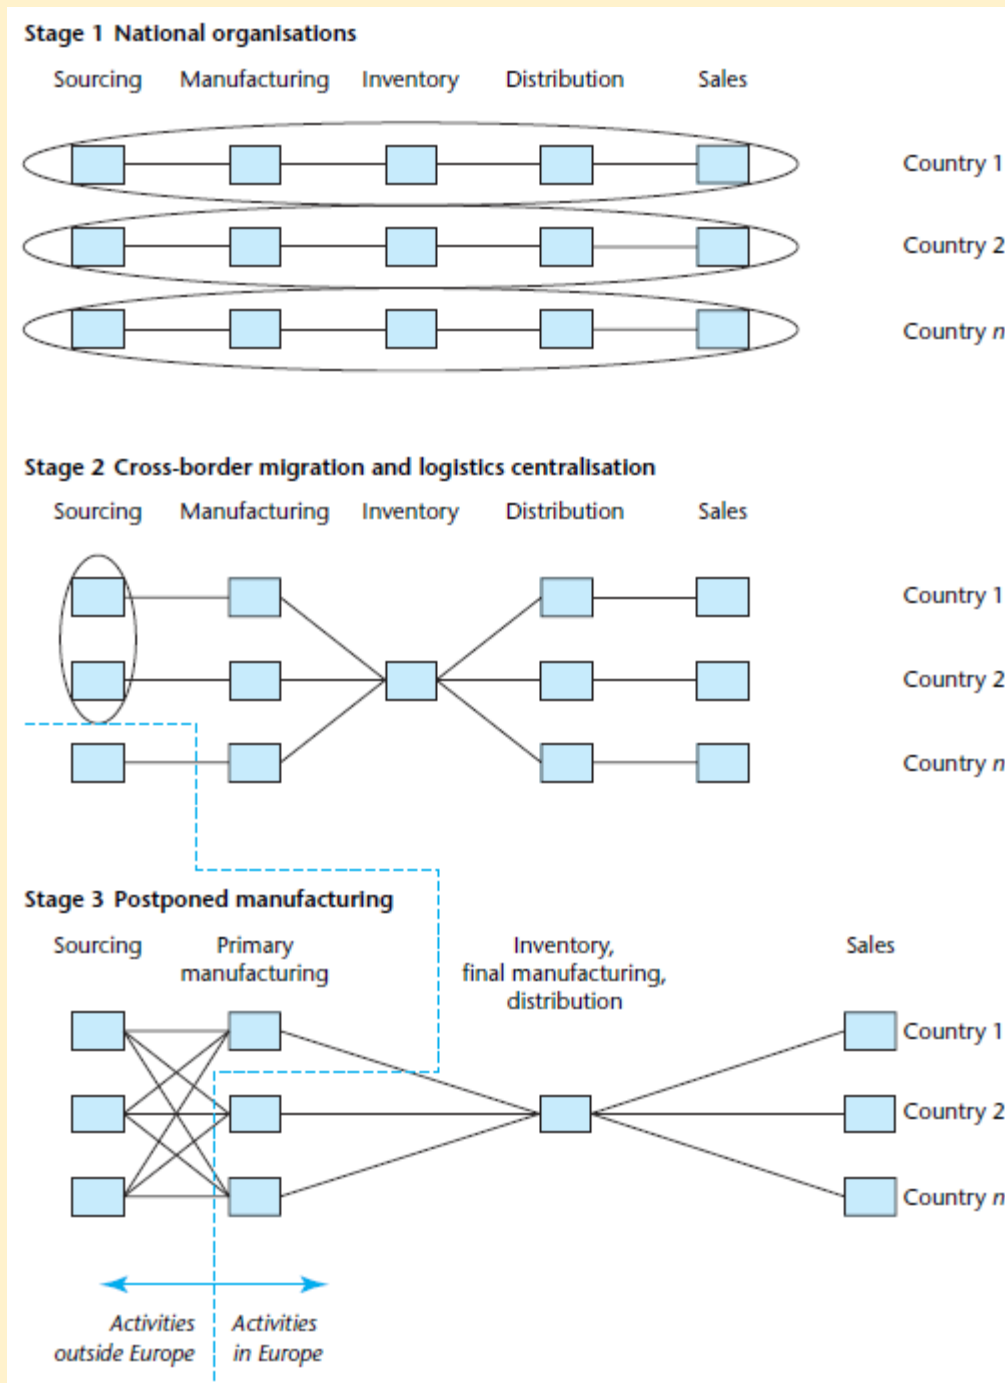 Stage 1 National organisations
Sourcing Manufacturing Inventory Distribution Sales
Country 1
Country 2
Country n
Stage 2 Cross-border migration and logistics centralisation
Sourcing Manufacturing Inventory Distribution Sales
Country 1
Country 2
Country n
Stage 3 Postponed manufacturing
Sourcing
Primary
manufacturing
Inventory,
final manufacturing,
distribution
Sales
Country 1
Country 2
Country n
Activities
outside Europe
Activities
in Europe